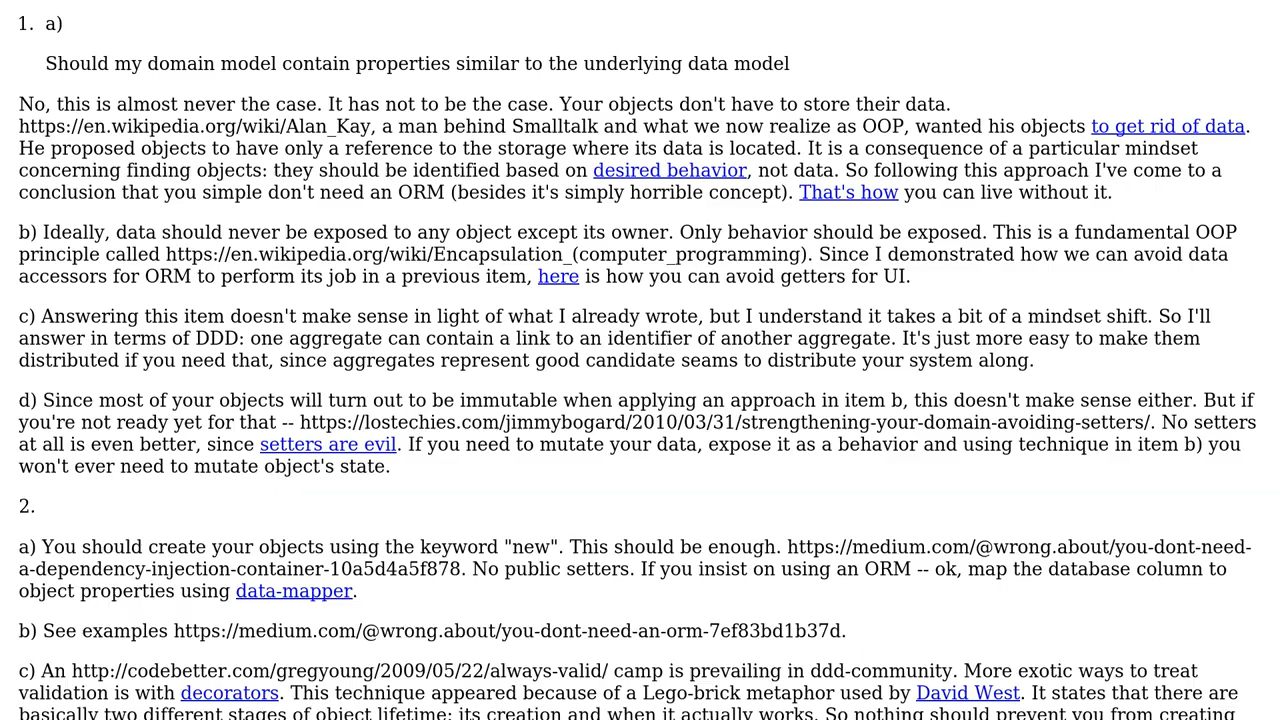 1. a)
Should my domain model contain properties similar to the underlying data model
No, this is almost never the case. It has not to be the case. Your objects don't have to store their data.
https://en.wikipedia.org/wiki/Alan_Kay, a man behind Smalltalk and what we now realize as OOP, wanted his objects to get rid of data.
He proposed objects to have only a reference to the storage where its data is located. It is a consequence of a particular mindset
concerning finding objects: they should be identified based on desired behavior, not data. So following this approach I've come to a
conclusion that you simple don't need an ORM (besides it's simply horrible concept). That's how you can live without it.
b) Ideally, data should never be exposed to any object except its owner. Only behavior should be exposed. This is a fundamental OOP
principle called https://en.wikipedia.org/wiki/Encapsulation_(computer_programming). Since I demonstrated how we can avoid data
accessors for ORM to perform its job in a previous item, here is how you can avoid getters for UI.
c) Answering this item doesn't make sense in light of what I already wrote, but I understand it takes a bit of a mindset shift. So I'll
answer in terms of DDD: one aggregate can contain a link to an identifier of another aggregate. It's just more easy to make them
distributed if you need that, since aggregates represent good candidate seams to distribute your system along.
d) Since most of your objects will turn out to be immutable when applying an approach in item b, this doesn't make sense either. But if
you're not ready yet for that -- https://lostechies.com/jimmybogard/2010/03/31/strengthening-your-domain-avoiding-setters/. No setters
at all is even better, since setters are evil. If you need to mutate your data, expose it as a behavior and using technique in item b) you
won't ever need to mutate object's state.
2.
a) You should create your objects using the keyword "new". This should be enough. https://medium.com/@wrong.about/you-dont-need-
a-dependency-injection-container-10a5d4a5f878. No public setters. If you insist on using an ORM -- ok, map the database column to
object properties using data-mapper.
b) See examples https://medium.com/@wrong.about/you-dont-need-an-orm-7ef83bd1b37d.
c) An http://codebetter.com/gregyoung/2009/05/22/always-valid/ camp is prevailing in ddd-community. More exotic ways to treat
validation is with decorators. This technique appeared because of a Lego-brick metaphor used by David West. It states that there are
basically two different stages of object lifetime: its creation and when it actually works. So nothing should prevent you from creating